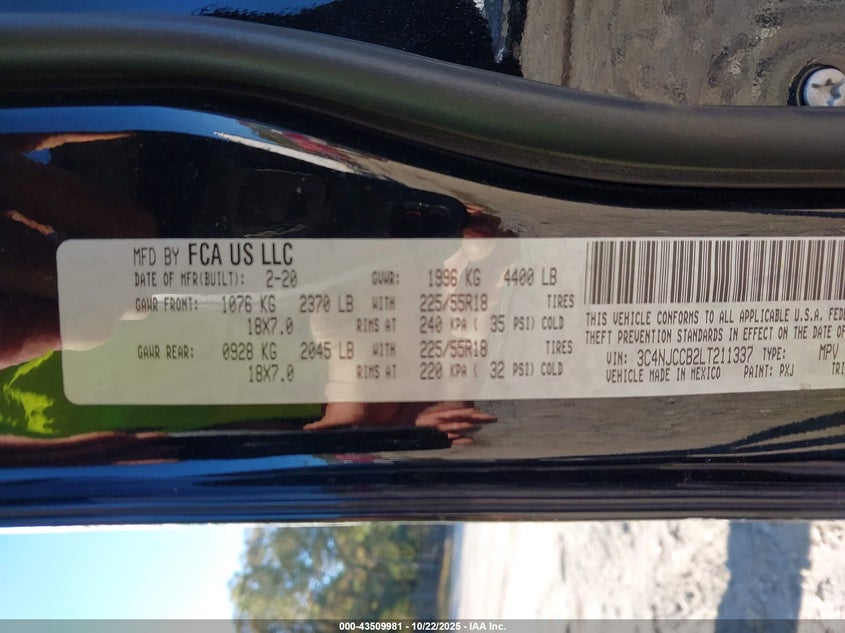 MFD BY FCA US LLC
DATE OF MFR(BUILT): 2-20 GVWR: 1996 KG 4400 LB
GAWR FRONT: 1076 KG 2370 LB WITH 225/55R18 TIRES
18X7.0 RIMS AT 240 KPA ( 35 PSI) COLD
GAWR REAR: 0928 KG 2045 LB WITH 225/55R18 TIRES
18X7.0 RIMS AT 220 KPA ( 32 PSI) COLD
THIS VEHICLE CONFORMS TO ALL APPLICABLE U.S.A. FEDE
THEFT PREVENTION STANDARDS IN EFFECT ON THE DATE OF
VIN: 3C4NJCCB2LT211337 TYPE: MPV
VEHICLE MADE IN MEXICO PAINT: PXJ TRI
000-43509981 - 10/22/2025 - IAA Inc.